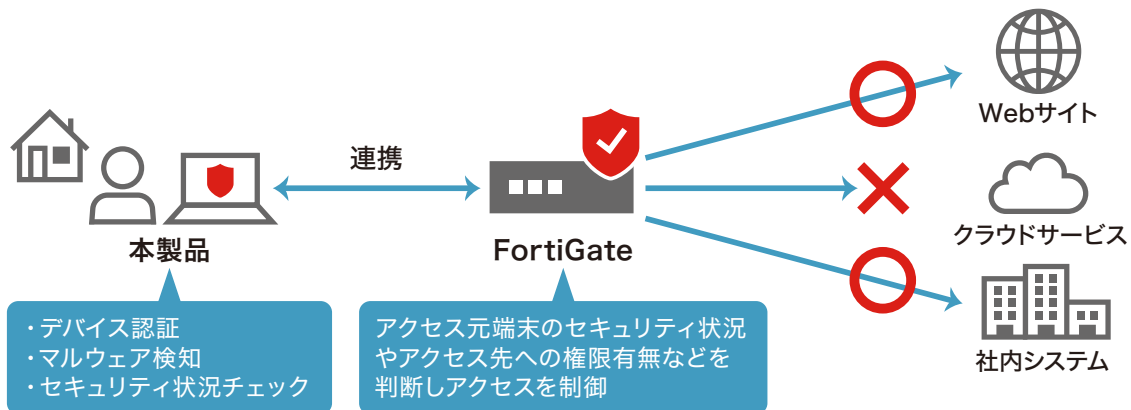 連携
本製品
FortiGate
Webサイト
クラウドサービス
社内システム
・デバイス認証
・マルウェア検知
・セキュリティ状況チェック
アクセス元端末のセキュリティ状況
やアクセス先への権限有無などを
判断しアクセスを制御